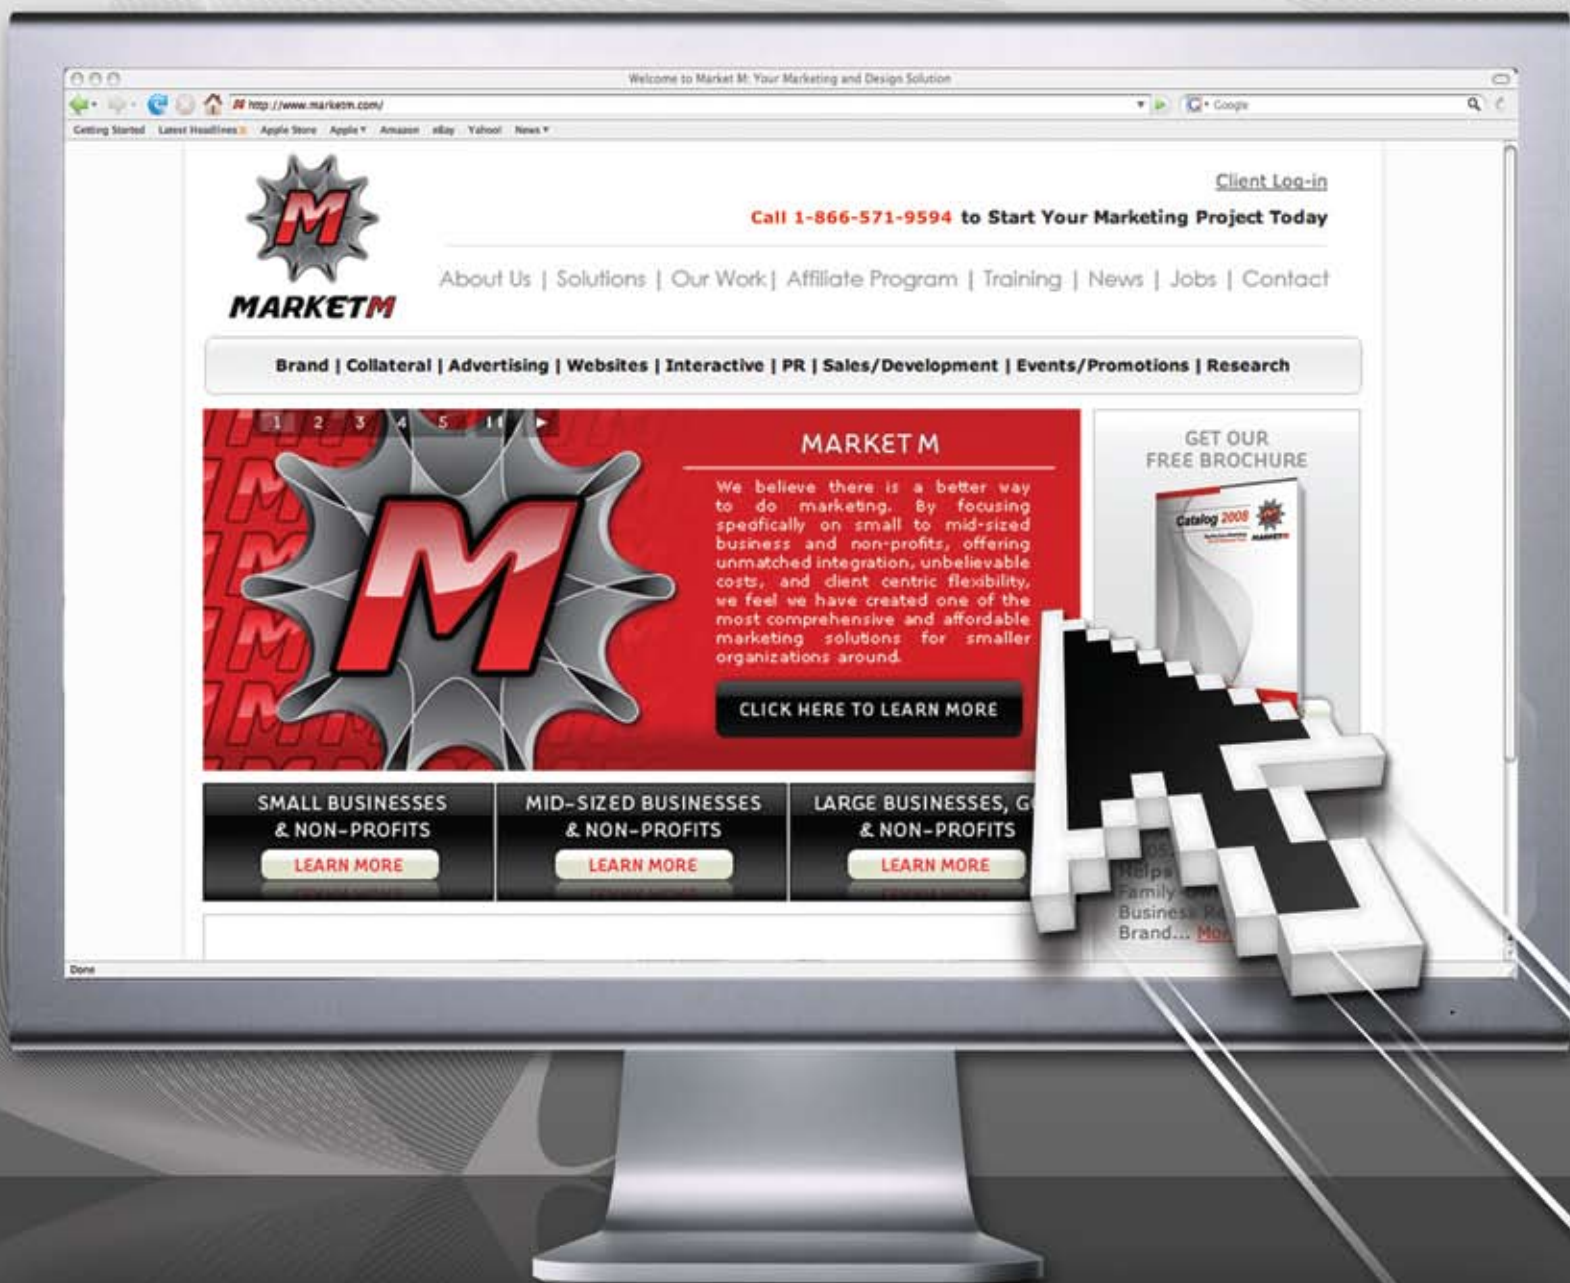 Welcome to Market M: Your Marketing and Design Solution
http://www.marketm.com/
Google
Getting Started Latest Headlines Apple Store Apple Amazon eBay Yahoo! News
M
Client Log-in
Call 1-866-571-9594 to Start Your Marketing Project Today
About Us | Solutions | Our Work | Affiliate Program | Training | News | Jobs | Contact
MARKETM
Brand | Collateral | Advertising | Websites | Interactive | PR | Sales/Development | Events/Promotions | Research
1 2 3 4 5
M
MARKET M
We believe there is a better way
to do marketing. By focusing
specifically on small to mid-sized
business and non-profits, offering
unmatched integration, unbelievable
costs, and client centric flexibility,
we feel we have created one of the
most comprehensive and affordable
marketing solutions for smaller
organizations around.
CLICK HERE TO LEARN MORE
GET OUR
FREE BROCHURE
Catalog 2008
MARKETM
SMALL BUSINESSES
& NON-PROFITS
LEARN MORE
MID-SIZED BUSINESSES
& NON-PROFITS
LEARN MORE
LARGE BUSINESSES,
& NON-PROFITS
LEARN MORE
Helps
Family
Business
Brand...
Done